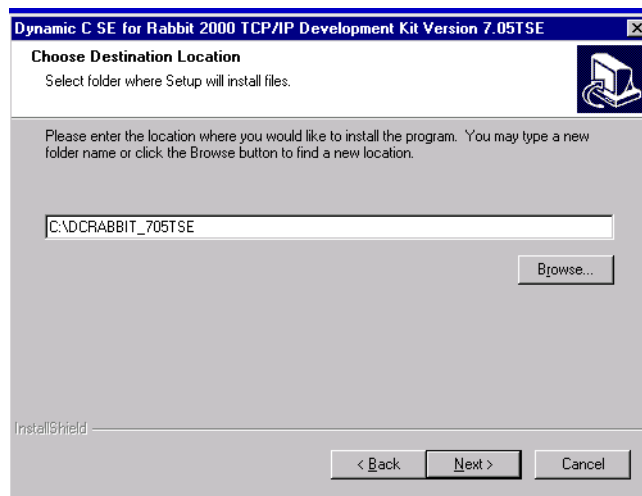 Dynamic C SE for Rabbit 2000 TCP/IP Development Kit Version 7.05TSE
Choose Destination Location
Select folder where Setup will install files.
Please enter the location where you would like to install the program. You may type a new
folder name or click the Browse button to find a new location.
C:\DCRABBIT_705TSE
Browse...
InstallShield
< Back
Next >
Cancel